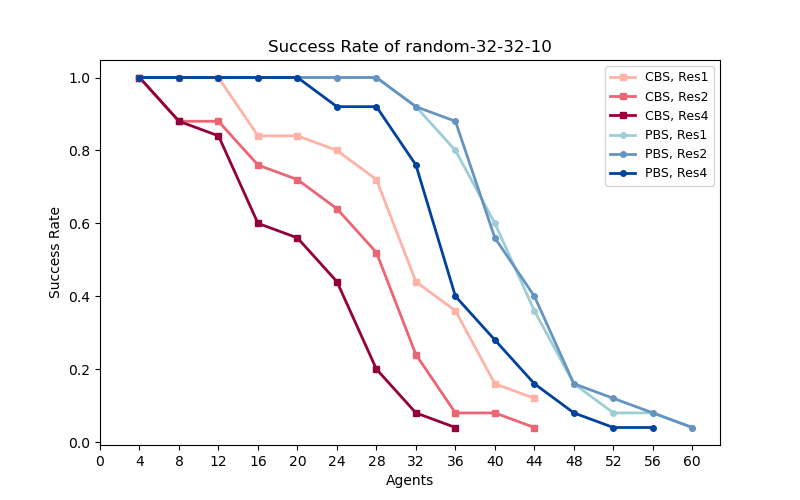 Success Rate of random-32-32-10
CBS, Res1
CBS, Res2
CBS, Res4
PBS, Res1
PBS, Res2
PBS, Res4
Success Rate
1.0
0.8
0.6
0.4
0.2
0.0
0 4 8 12 16 20 24 28 32 36 40 44 48 52 56 60
Agents